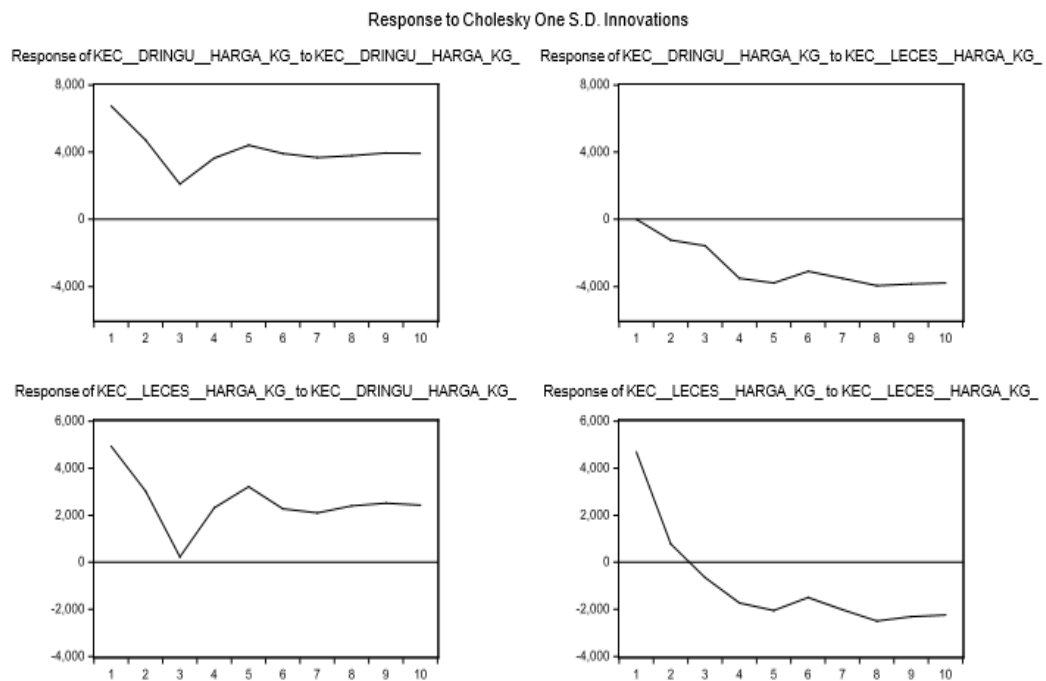 Response to Cholesky One S.D. Innovations
Response of KEC__DRINGU__HARGA_KG_ to KEC__DRINGU__HARGA_KG_
8,000
4,000
0
-4,000
1 2 3 4 5 6 7 8 9 10
Response of KEC__DRINGU__HARGA_KG_ to KEC__LECES__HARGA_KG_
8,000
4,000
0
-4,000
1 2 3 4 5 6 7 8 9 10
Response of KEC__LECES__HARGA_KG_ to KEC__DRINGU__HARGA_KG_
6,000
4,000
2,000
0
-2,000
-4,000
1 2 3 4 5 6 7 8 9 10
Response of KEC__LECES__HARGA_KG_ to KEC__LECES__HARGA_KG_
6,000
4,000
2,000
0
-2,000
-4,000
1 2 3 4 5 6 7 8 9 10